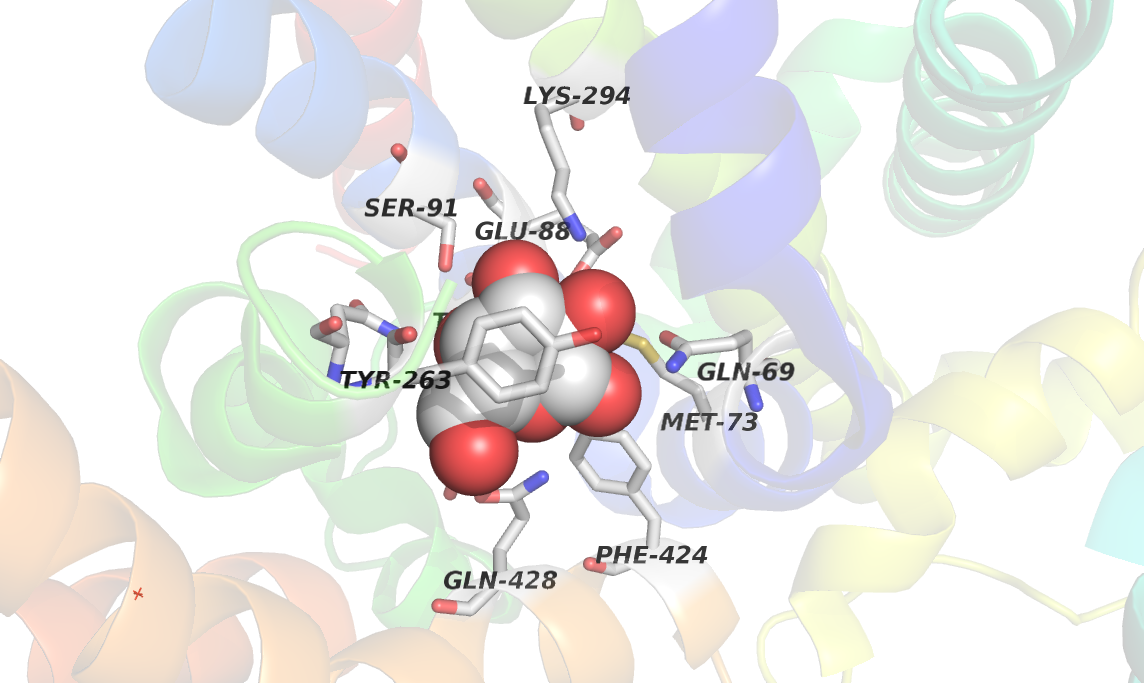 LYS-294
SER-91
GLU-88
GLN-69
TYR-263
MET-73
PHE-424
GLN-428